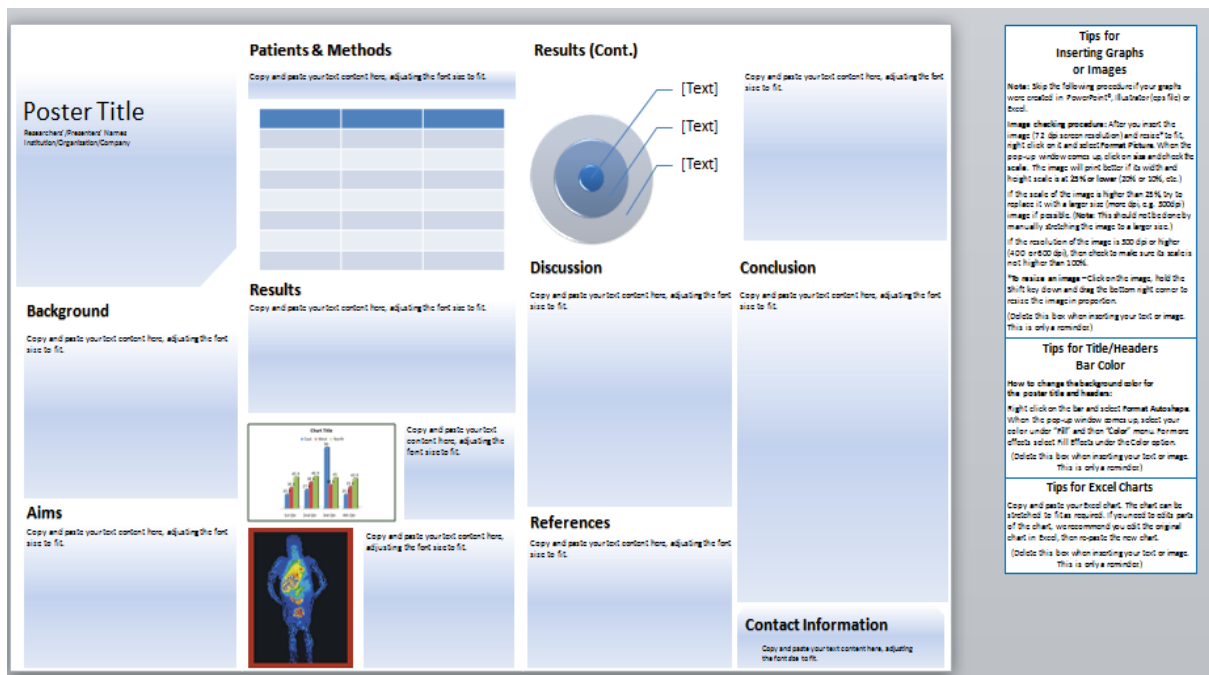 Poster Title
Researchers'/Presenters' Names
Institution/Organisation/Company
Background
Copy and paste your text content here, adjusting the font
size to fit.
Aims
Copy and paste your text content here, adjusting the font
size to fit.
Patients & Methods
Copy and paste your text content here, adjusting the font size to fit.
Results
Copy and paste your text content here, adjusting the font size to fit.
Chart Title
East West North
Copy and paste your text
content here, adjusting the
font size to fit.
Copy and paste your text content here,
adjusting the font size to fit.
Results (Cont.)
[Text]
[Text]
[Text]
Discussion
Copy and paste your text content here, adjusting the font
size to fit.
References
Copy and paste your text content here, adjusting the font
size to fit.
Copy and paste your text content here, adjusting the font
size to fit.
Conclusion
Copy and paste your text content here, adjusting the font
size to fit.
Contact Information
Copy and paste your text content here, adjusting
the font size to fit.
Tips for
Inserting Graphs
or Images
Note: Skip the following procedure if your graphs
were created in PowerPoint®, Illustrator (eps file) or
Excel.
Image checking procedure: After you insert the
image (72 dpi screen resolution) and resize* to fit,
right click on it and select Format Picture. When the
pop-up window comes up, click on size and check the
scale. The image will print better if its width and
height scale is at 25% or lower (20% or 10%, etc.)
If the scale of the image is higher than 25%, try to
replace it with a larger size (more dpi, e.g. 300dpi)
image if possible. (Note: This should not be done by
manually stretching the image to a larger size.)
If the resolution of the image is 300 dpi or higher
(400 or 600 dpi), then check to make sure its scale is
not higher than 100%.
*To resize an image – Click on the image, hold the
Shift key down and drag the bottom right corner to
resize the image in proportion.
(Delete this box when inserting your text or image.
This is only a reminder.)
Tips for Title/Headers
Bar Color
How to change the background color for
the poster title and headers:
Right click on the bar and select Format Autoshape.
When the pop-up window comes up, select your
color under "Fill" and then "Color" menu. For more
effects select Fill Effects under the Color option.
(Delete this box when inserting your text or image.
This is only a reminder.)
Tips for Excel Charts
Copy and paste your Excel chart. The chart can be
stretched to fit as required. If you need to edit parts
of the chart, we recommend you edit the original
chart in Excel, then re-paste the new chart.
(Delete this box when inserting your text or image.
This is only a reminder.)